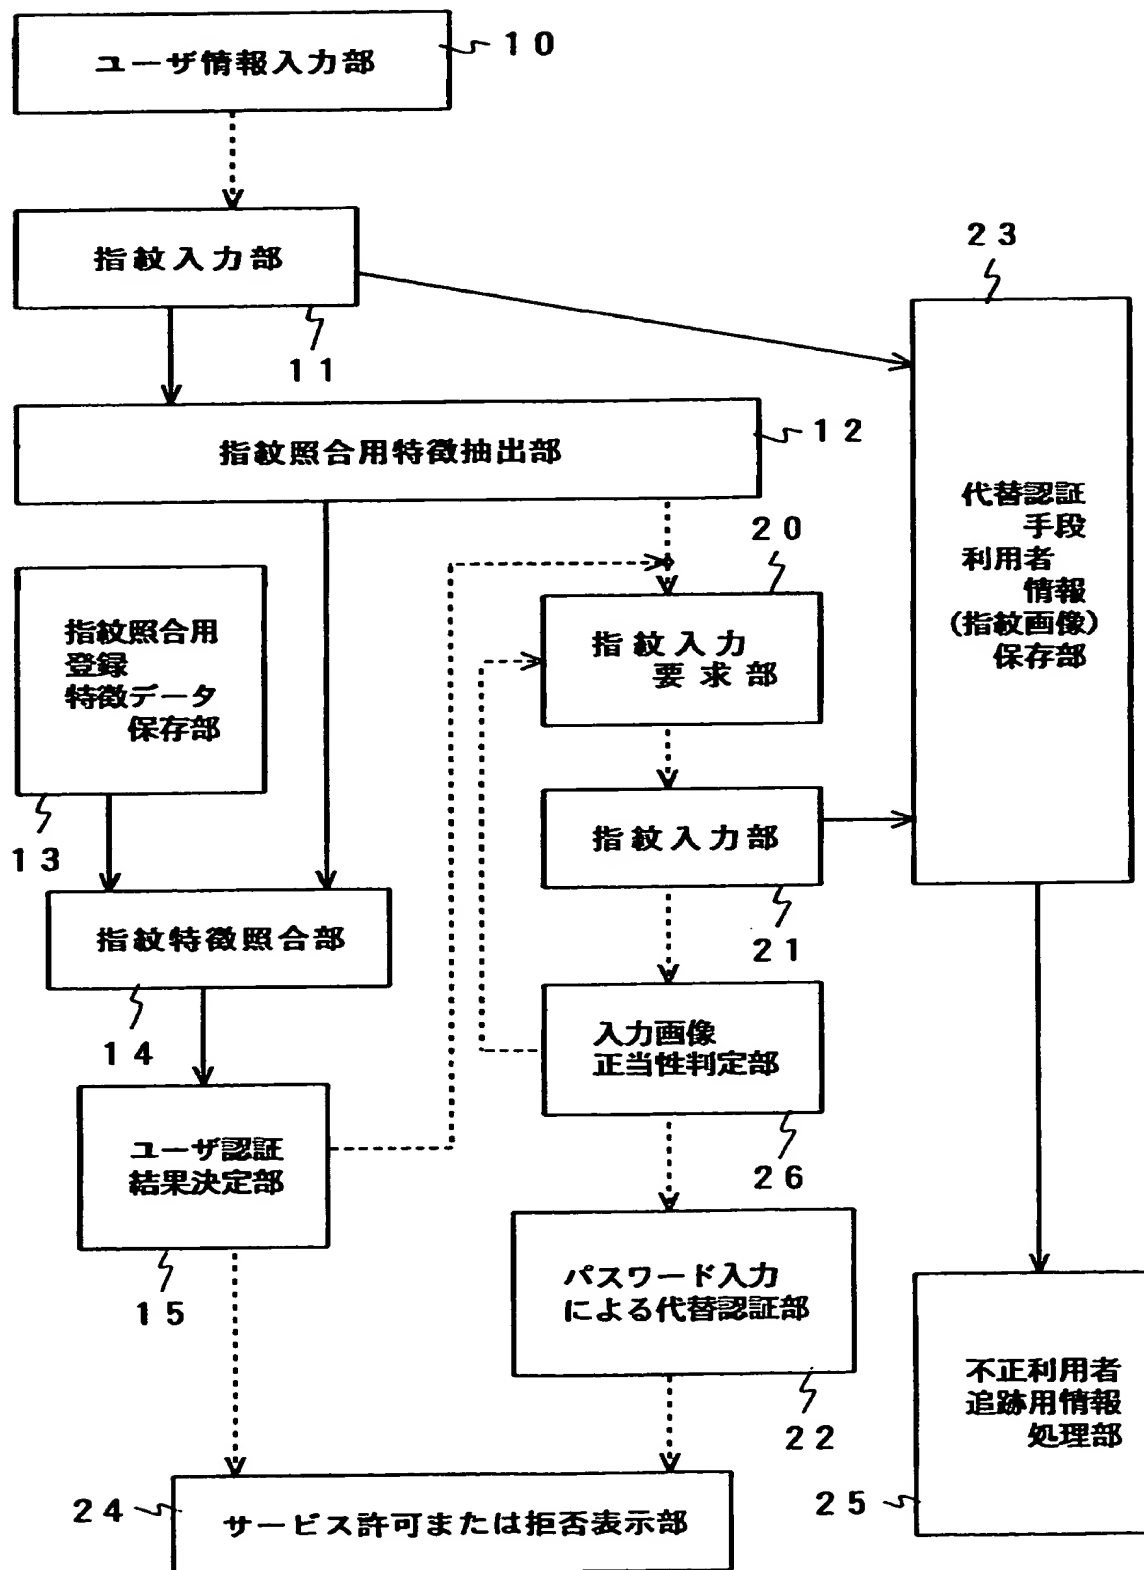 ユーザ情報入力部
10
指紋入力部
11
23
指紋照合用特徴抽出部
12
代替認証
手段
利用者
情報
(指紋画像)
保存部
20
指紋入力
要求部
指紋照合用
登録
特徴データ
保存部
13
指紋入力部
21
指紋特徴照合部
14
入力画像
正当性判定部
26
ユーザ認証
結果決定部
15
パスワード入力
による代替認証部
22
不正利用者
追跡用情報
処理部
25
24
サービス許可または拒否表示部